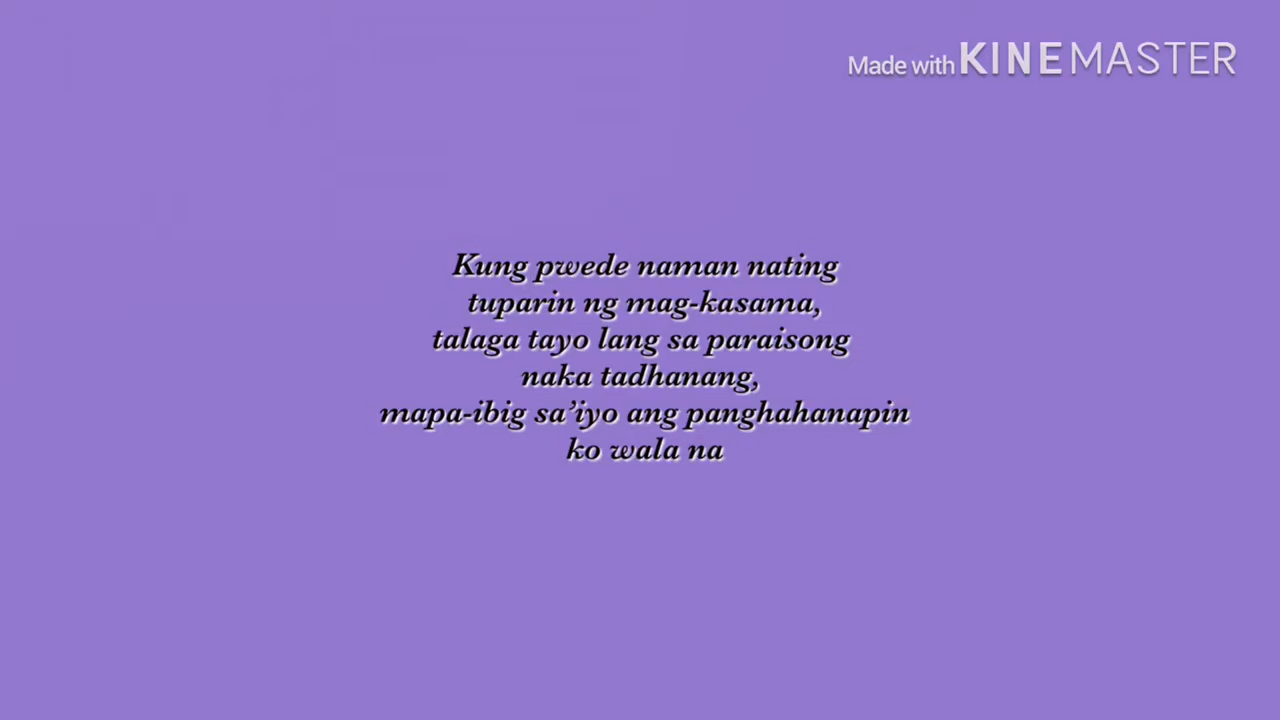 Made with KINEMASTER
Kung pwede naman nating
tuparin ng mag-kasama,
talaga tayo lang sa paraisong
naka tadhanang,
mapa-ibig sa’iyo ang panghahanapin
ko wala na